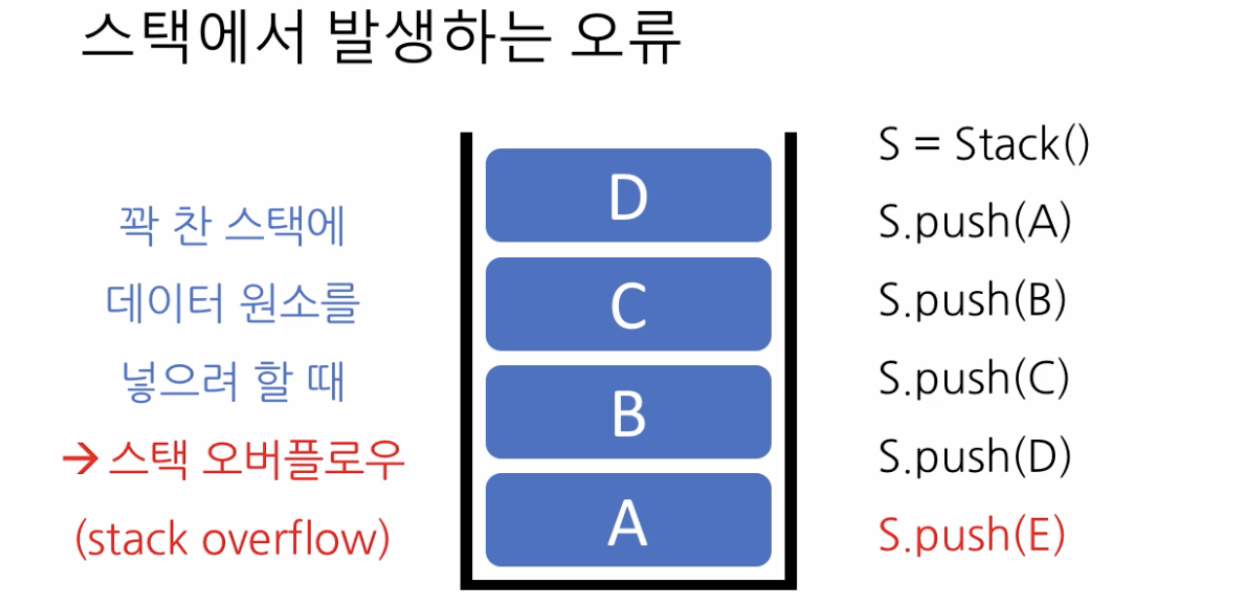 스택에서 발생하는 오류
꽉 찬 스택에
데이터 원소를
넣으려 할 때
→ 스택 오버플로우
(stack overflow)
D
C
B
A
S = Stack()
S.push(A)
S.push(B)
S.push(C)
S.push(D)
S.push(E)